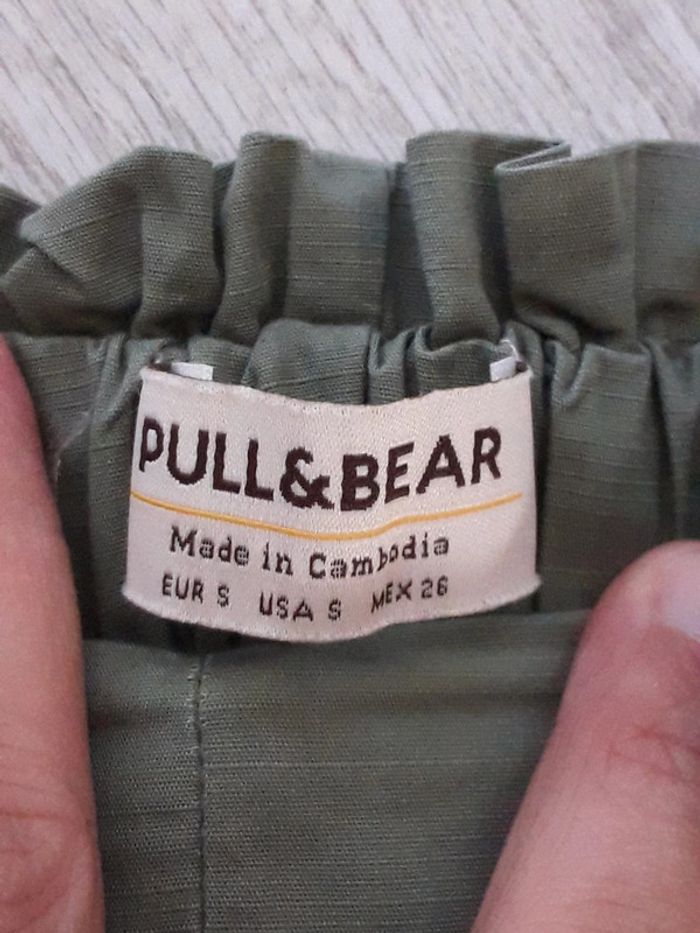 PULL&BEAR
Made in Cambodia
EUR S USA S MEX 26